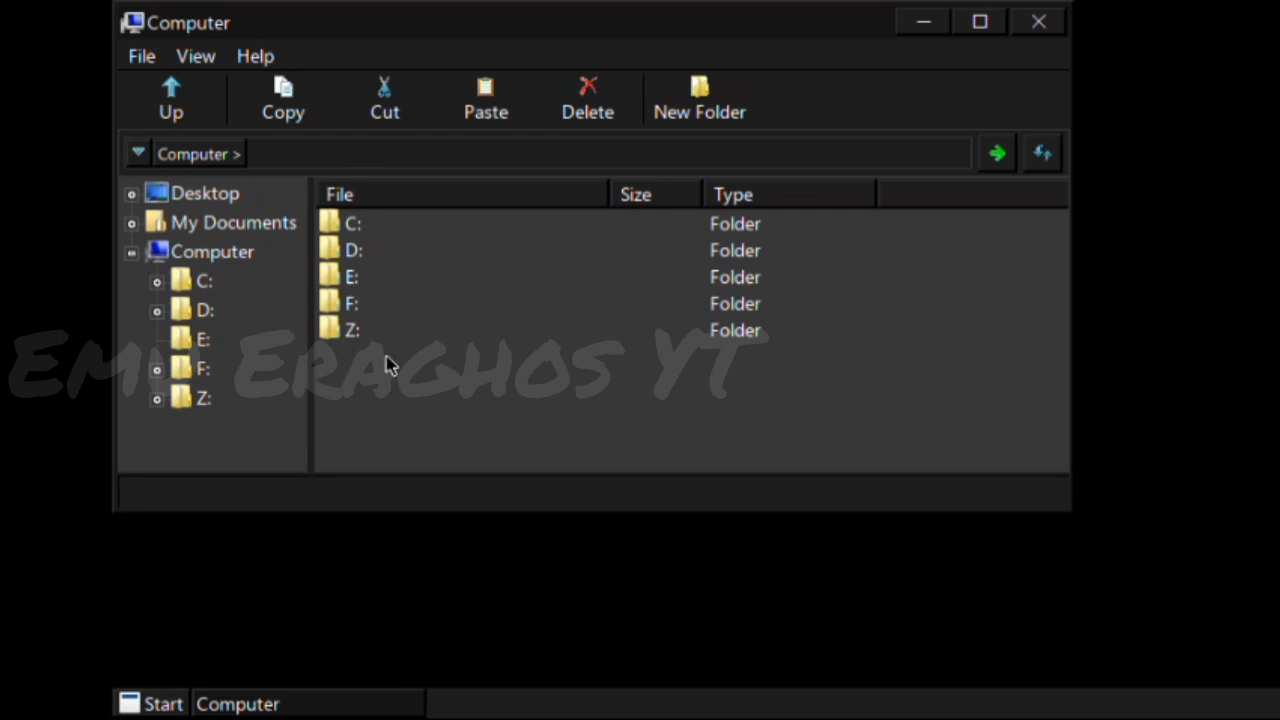 Computer
File View Help
Up Copy Cut Paste Delete New Folder
Computer >
Desktop
My Documents
Computer
C:
D:
E:
F:
Z:
File Size Type
C: Folder
D: Folder
E: Folder
F: Folder
Z: Folder
Eraghos YT
Start Computer